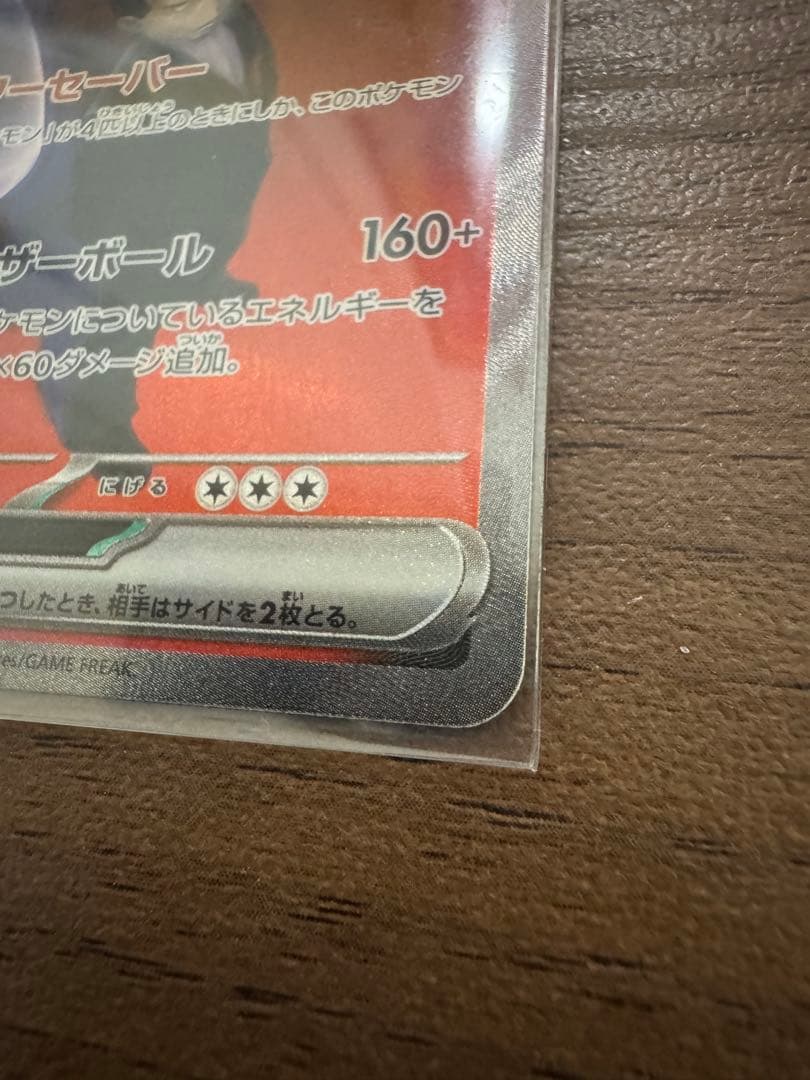 ーセーバー
モン」が4匹以上のときにしか、このポケモン
ザーボール 160+
ケモンについているエネルギーを
×60ダメージ追加。
にげる
つしたとき、相手はサイドを2枚とる。
es/GAME FREAK.